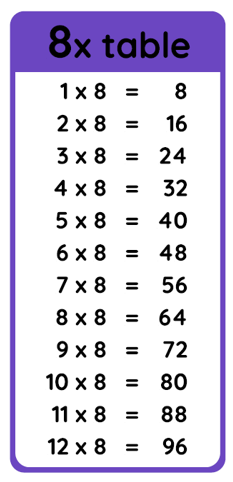 8x table
1 x 8 = 8
2 x 8 = 16
3 x 8 = 24
4 x 8 = 32
5 x 8 = 40
6 x 8 = 48
7 x 8 = 56
8 x 8 = 64
9 x 8 = 72
10 x 8 = 80
11 x 8 = 88
12 x 8 = 96